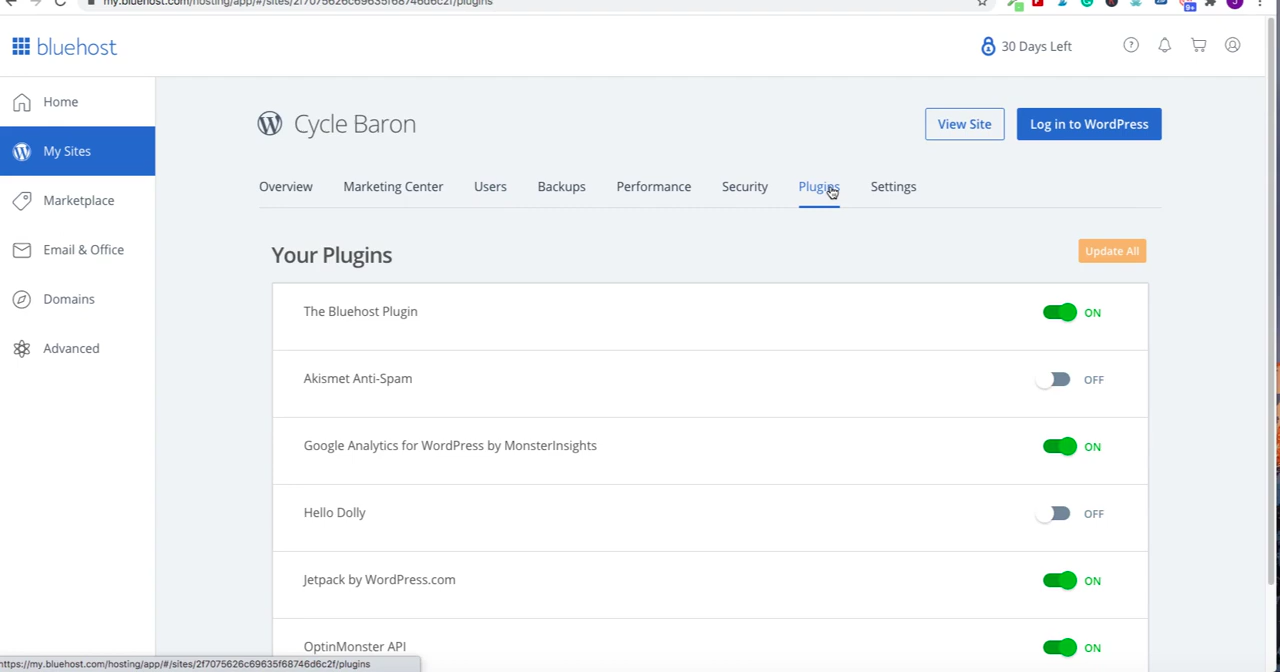 my.bluehost.com/hosting/app/#/sites/2f7075626c69635f68746d6c2f/plugins
9+
J
bluehost
30 Days Left
?
Home
My Sites
Marketplace
Email & Office
Domains
Advanced
Cycle Baron
View Site
Log in to WordPress
Overview
Marketing Center
Users
Backups
Performance
Security
Plugins
Settings
Your Plugins
Update All
The Bluehost Plugin
ON
Akismet Anti-Spam
OFF
Google Analytics for WordPress by MonsterInsights
ON
Hello Dolly
OFF
Jetpack by WordPress.com
ON
OptinMonster API
ON
https://my.bluehost.com/hosting/app/#/sites/2f7075626c69635f68746d6c2f/plugins